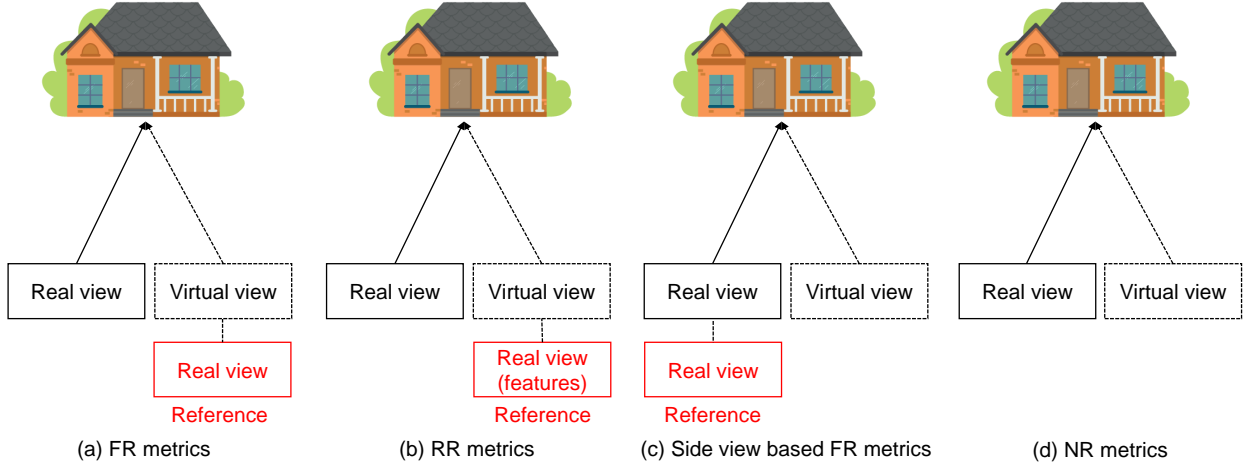 Real view
Virtual view
Real view
Virtual view
Real view
Virtual view
Real view
Virtual view
Real view
Real view
(features)
Real view
Reference
Reference
Reference
(a) FR metrics
(b) RR metrics
(c) Side view based FR metrics
(d) NR metrics